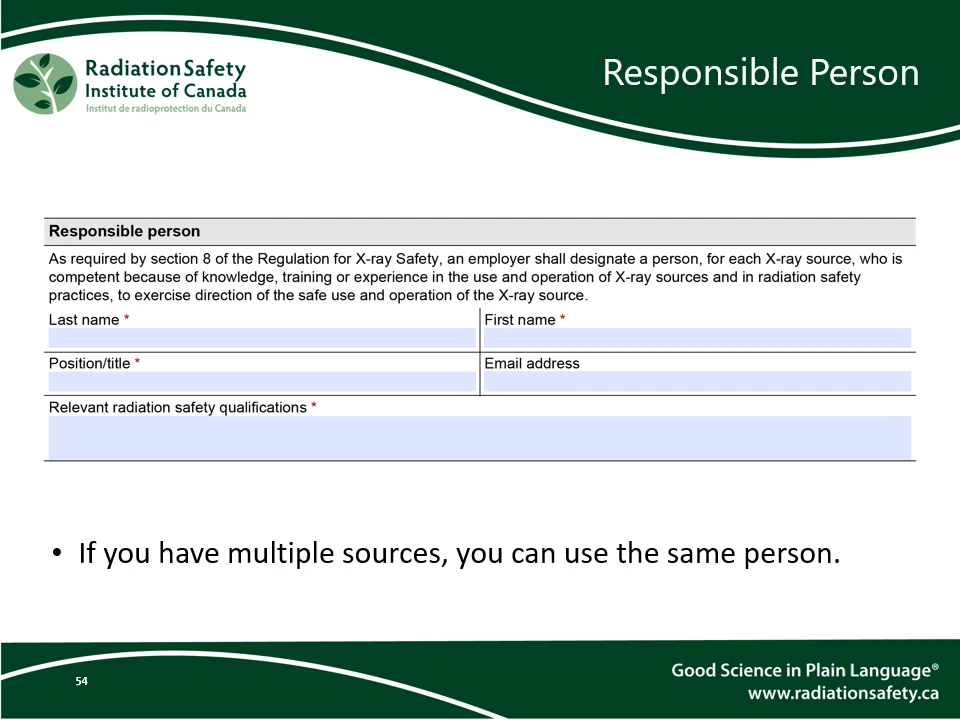 Radiation Safety
Institute of Canada
Institut de radioprotection du Canada
Responsible Person
Responsible person
As required by section 8 of the Regulation for X-ray Safety, an employer shall designate a person, for each X-ray source, who is
competent because of knowledge, training or experience in the use and operation of X-ray sources and in radiation safety
practices, to exercise direction of the safe use and operation of the X-ray source.
Last name *
First name *
Position/title *
Email address
Relevant radiation safety qualifications *
• If you have multiple sources, you can use the same person.
54
Good Science in Plain Language®
www.radiationsafety.ca